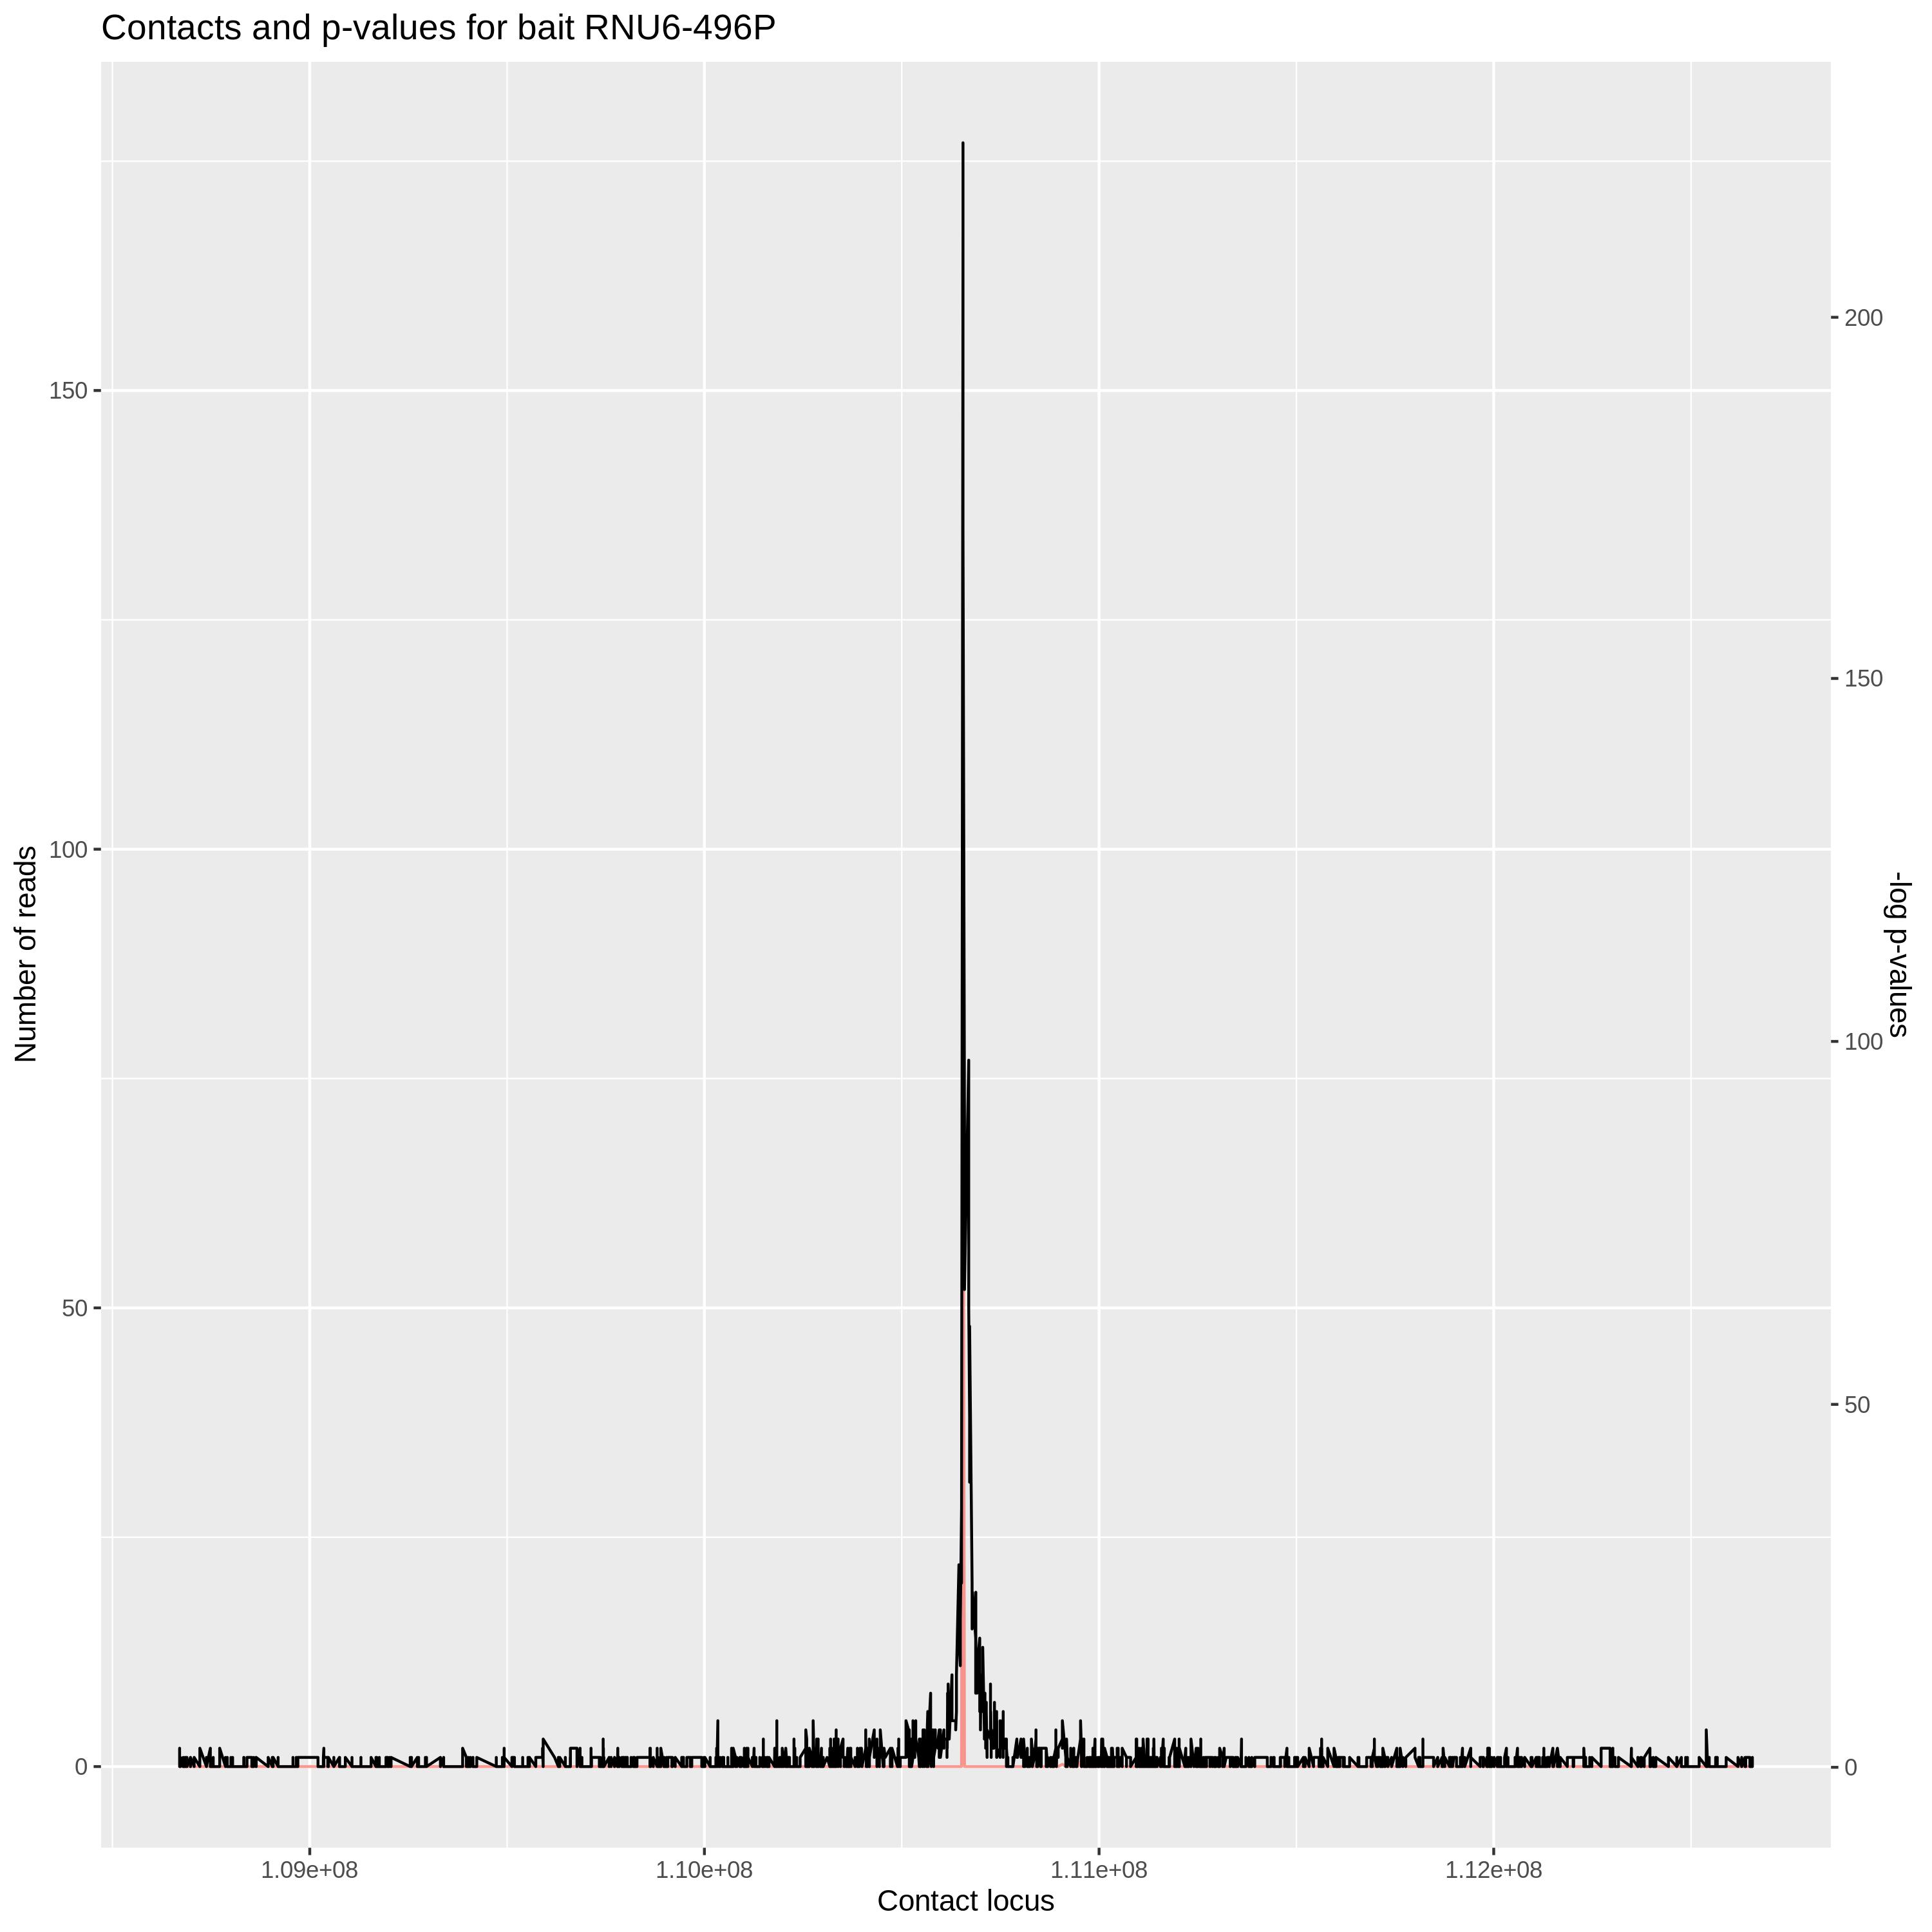 Contacts and p-values for bait RNU6-496P
Number of reads
150
100
50
0
200
150
100
50
0
-log p-values
1.09e+08 1.10e+08 1.11e+08 1.12e+08
Contact locus